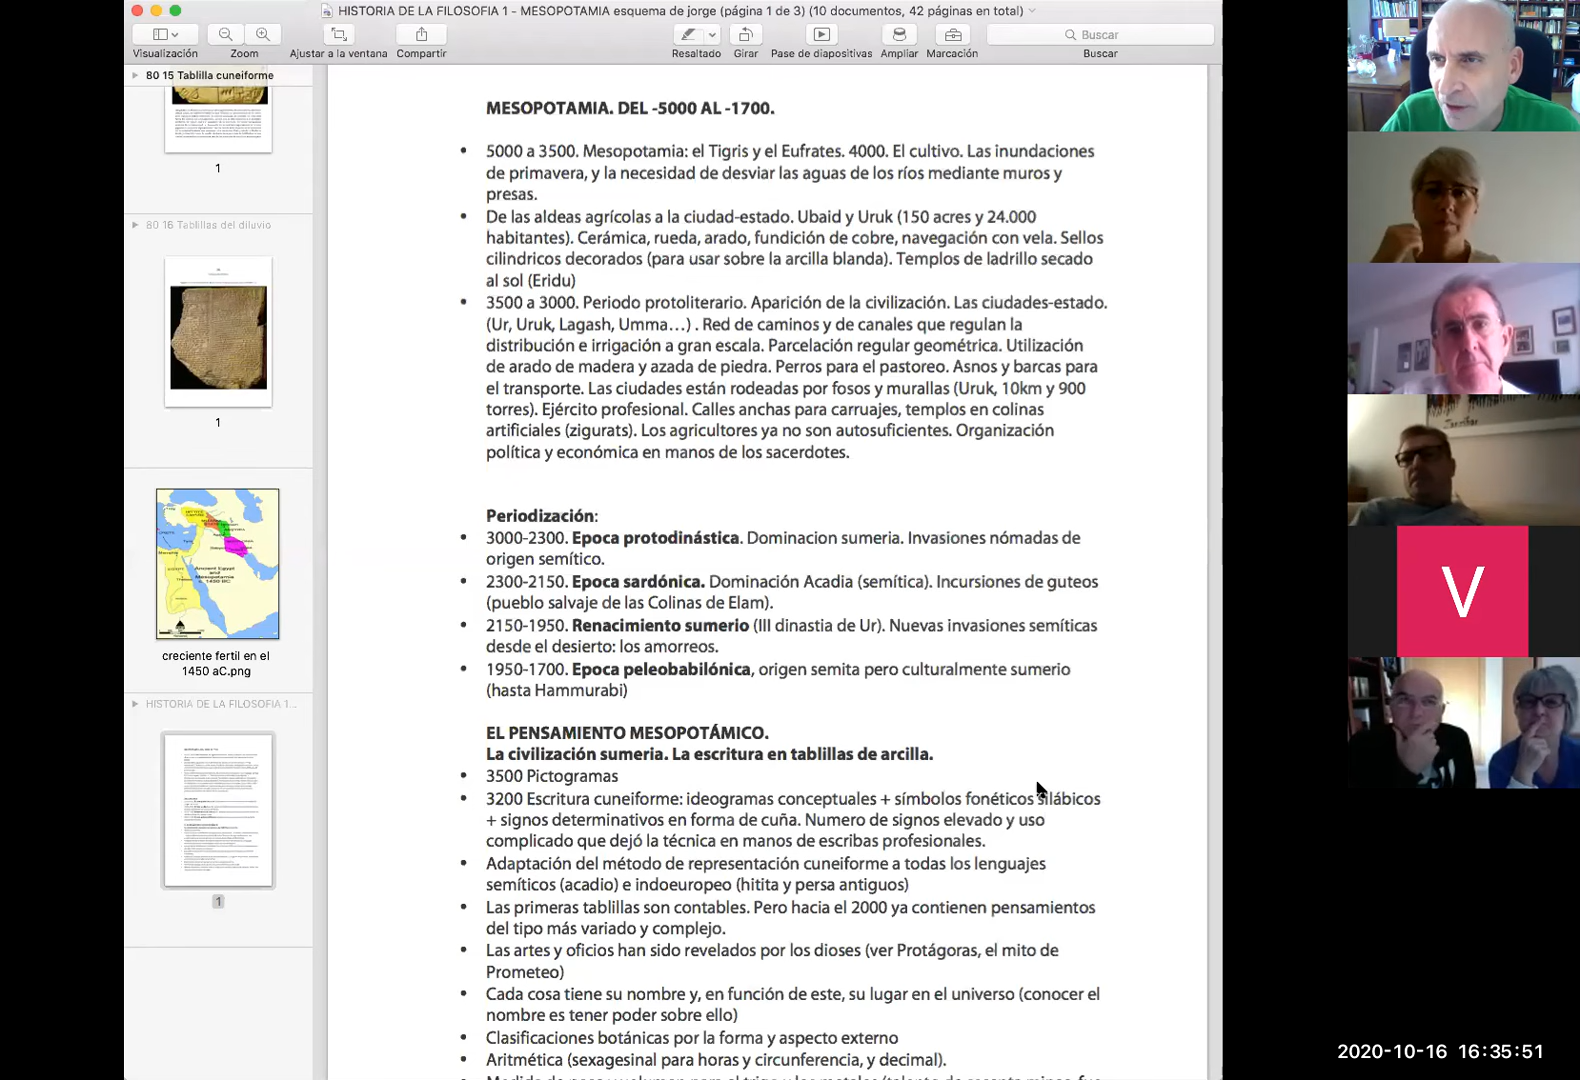 HISTORIA DE LA FILOSOFIA 1 - MESOPOTAMIA esquema de jorge (página 1 de 3) (10 documentos, 42 páginas en total)
Visualización
Zoom
Ajustar a la ventana
Compartir
Resaltado
Girar
Pase de diapositivas
Ampliar
Marcación
Buscar
Buscar
80 15 Tablilla cuneiforme
1
80 16 Tablillas del diluvio
1
Ancient Egypt
and
Mesopotamia
c. 1450 BC
creciente fertil en el
1450 aC.png
HISTORIA DE LA FILOSOFIA 1...
1
MESOPOTAMIA. DEL -5000 AL -1700.
• 5000 a 3500. Mesopotamia: el Tigris y el Eufrates. 4000. El cultivo. Las inundaciones
de primavera, y la necesidad de desviar las aguas de los ríos mediante muros y
presas.
• De las aldeas agrícolas a la ciudad-estado. Ubaid y Uruk (150 acres y 24.000
habitantes). Cerámica, rueda, arado, fundición de cobre, navegación con vela. Sellos
cilindricos decorados (para usar sobre la arcilla blanda). Templos de ladrillo secado
al sol (Eridu)
• 3500 a 3000. Periodo protoliterario. Aparición de la civilización. Las ciudades-estado.
(Ur, Uruk, Lagash, Umma...) . Red de caminos y de canales que regulan la
distribución e irrigación a gran escala. Parcelación regular geométrica. Utilización
de arado de madera y azada de piedra. Perros para el pastoreo. Asnos y barcas para
el transporte. Las ciudades están rodeadas por fosos y murallas (Uruk, 10km y 900
torres). Ejército profesional. Calles anchas para carruajes, templos en colinas
artificiales (zigurats). Los agricultores ya no son autosuficientes. Organización
política y económica en manos de los sacerdotes.
Periodización:
• 3000-2300. Epoca protodinástica. Dominacion sumeria. Invasiones nómadas de
origen semítico.
• 2300-2150. Epoca sardónica. Dominación Acadia (semítica). Incursiones de guteos
(pueblo salvaje de las Colinas de Elam).
• 2150-1950. Renacimiento sumerio (III dinastia de Ur). Nuevas invasiones semíticas
desde el desierto: los amorreos.
• 1950-1700. Epoca peleobabilónica, origen semita pero culturalmente sumerio
(hasta Hammurabi)
EL PENSAMIENTO MESOPOTÁMICO.
La civilización sumeria. La escritura en tablillas de arcilla.
• 3500 Pictogramas
• 3200 Escritura cuneiforme: ideogramas conceptuales + símbolos fonéticos silábicos
+ signos determinativos en forma de cuña. Numero de signos elevado y uso
complicado que dejó la técnica en manos de escribas profesionales.
• Adaptación del método de representación cuneiforme a todas los lenguajes
semíticos (acadio) e indoeuropeo (hitita y persa antiguos)
• Las primeras tablillas son contables. Pero hacia el 2000 ya contienen pensamientos
del tipo más variado y complejo.
• Las artes y oficios han sido revelados por los dioses (ver Protágoras, el mito de
Prometeo)
• Cada cosa tiene su nombre y, en función de este, su lugar en el universo (conocer el
nombre es tener poder sobre ello)
• Clasificaciones botánicas por la forma y aspecto externo
• Aritmética (sexagesinal para horas y circunferencia, y decimal).
V
2020-10-16 16:35:51